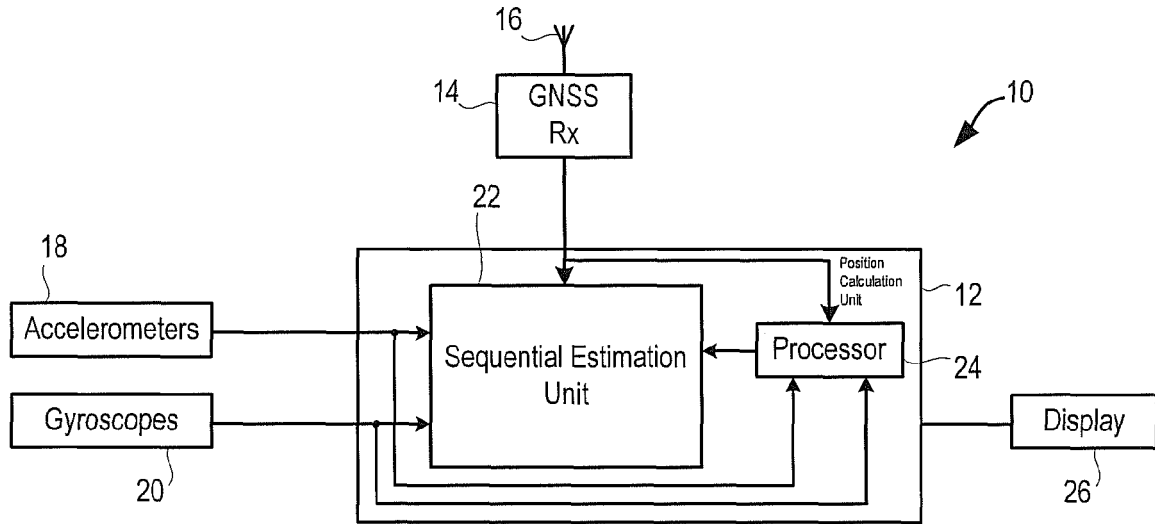 16
14
GNSS
Rx
10
22
18
Position
Calculation
Unit
12
Accelerometers
Sequential Estimation
Unit
Processor
24
Gyroscopes
Display
20
26